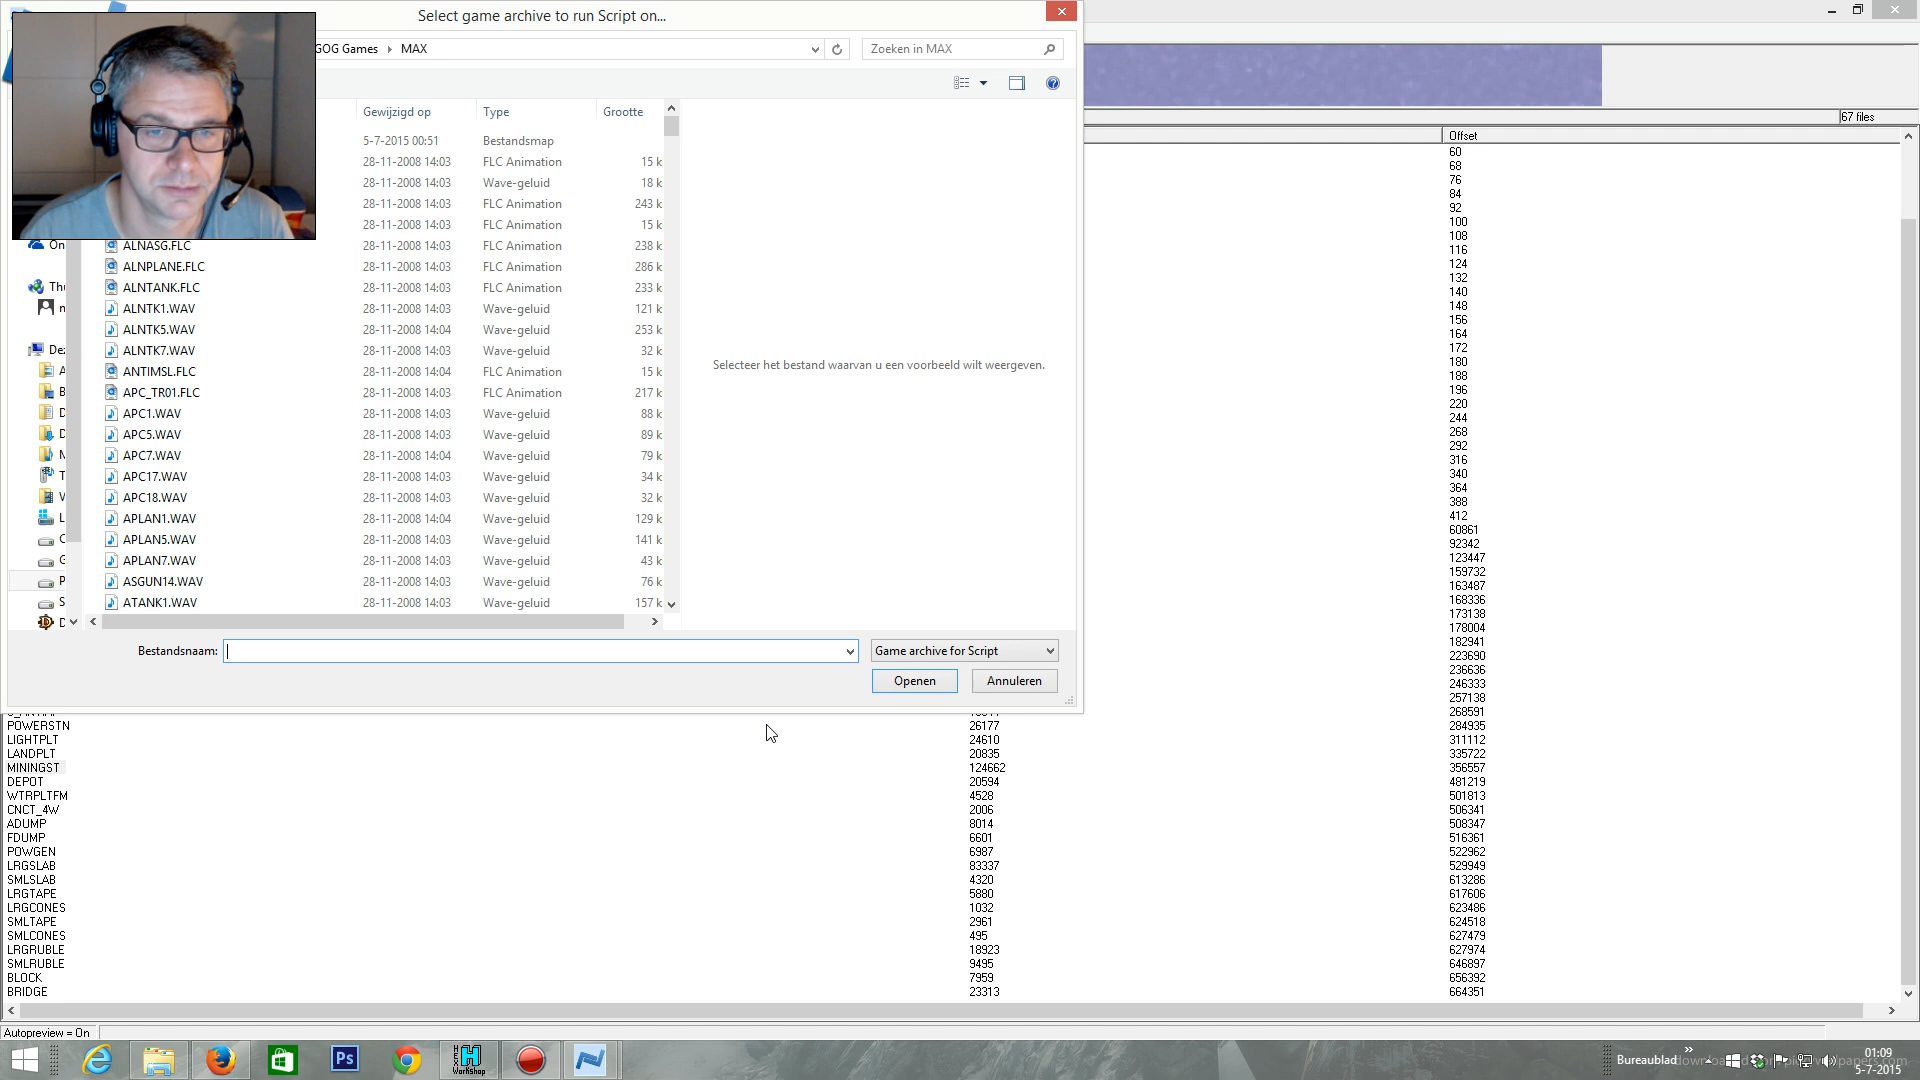 Select game archive to run Script on...
GOG Games MAX
Zoeken in MAX
Gewijzigd op Type Grootte
5-7-2015 00:51 Bestandsmap
28-11-2008 14:03 FLC Animation 15 k
28-11-2008 14:03 Wave-geluid 18 k
28-11-2008 14:03 FLC Animation 243 k
28-11-2008 14:03 FLC Animation 15 k
ALNASG.FLC 28-11-2008 14:03 FLC Animation 238 k
ALNPLANE.FLC 28-11-2008 14:03 FLC Animation 286 k
ALNTANK.FLC 28-11-2008 14:03 FLC Animation 233 k
ALNTK1.WAV 28-11-2008 14:03 Wave-geluid 121 k
ALNTK5.WAV 28-11-2008 14:04 Wave-geluid 253 k
ALNTK7.WAV 28-11-2008 14:03 Wave-geluid 32 k
ANTIMSL.FLC 28-11-2008 14:04 FLC Animation 15 k
APC_TR01.FLC 28-11-2008 14:03 FLC Animation 217 k
APC1.WAV 28-11-2008 14:03 Wave-geluid 88 k
APC5.WAV 28-11-2008 14:03 Wave-geluid 89 k
APC7.WAV 28-11-2008 14:04 Wave-geluid 79 k
APC17.WAV 28-11-2008 14:03 Wave-geluid 34 k
APC18.WAV 28-11-2008 14:03 Wave-geluid 32 k
APLAN1.WAV 28-11-2008 14:04 Wave-geluid 129 k
APLAN5.WAV 28-11-2008 14:03 Wave-geluid 141 k
APLAN7.WAV 28-11-2008 14:03 Wave-geluid 43 k
ASGUN14.WAV 28-11-2008 14:03 Wave-geluid 76 k
ATANK1.WAV 28-11-2008 14:03 Wave-geluid 157 k
On
Thu
n
Dez
A
B
D
D
M
T
V
L
C
G
P
S
D
Selecteer het bestand waarvan u een voorbeeld wilt weergeven.
Bestandsnaam:
Game archive for Script
Openen Annuleren
67 files
Offset
60
68
76
84
92
100
108
116
124
132
140
148
156
164
172
180
188
196
220
244
268
292
316
340
364
388
412
60861
92342
123447
159732
163487
168336
173138
178004
182941
223690
236636
246333
257138
268591
POWERSTN 26177 284935
LIGHTPLT 24610 311112
LANDPLT 20835 335722
MININGST 124662 356557
DEPOT 20594 481219
WTRPLTFM 4528 501813
CNCT_4W 2006 506341
ADUMP 8014 508347
FDUMP 6601 516361
POWGEN 6987 522962
LRGSLAB 83337 529949
SMLSLAB 4320 613286
LRGTAPE 5880 617606
LRGCONES 1032 623486
SMLTAPE 2961 624518
SMLCONES 495 627479
LRGRUBLE 18923 627974
SMLRUBLE 9495 646897
BLOCK 7959 656392
BRIDGE 23313 664351
Autopreview = On
Ps
HEX
WorkShop
Bureaublad
01:09
5-7-2015